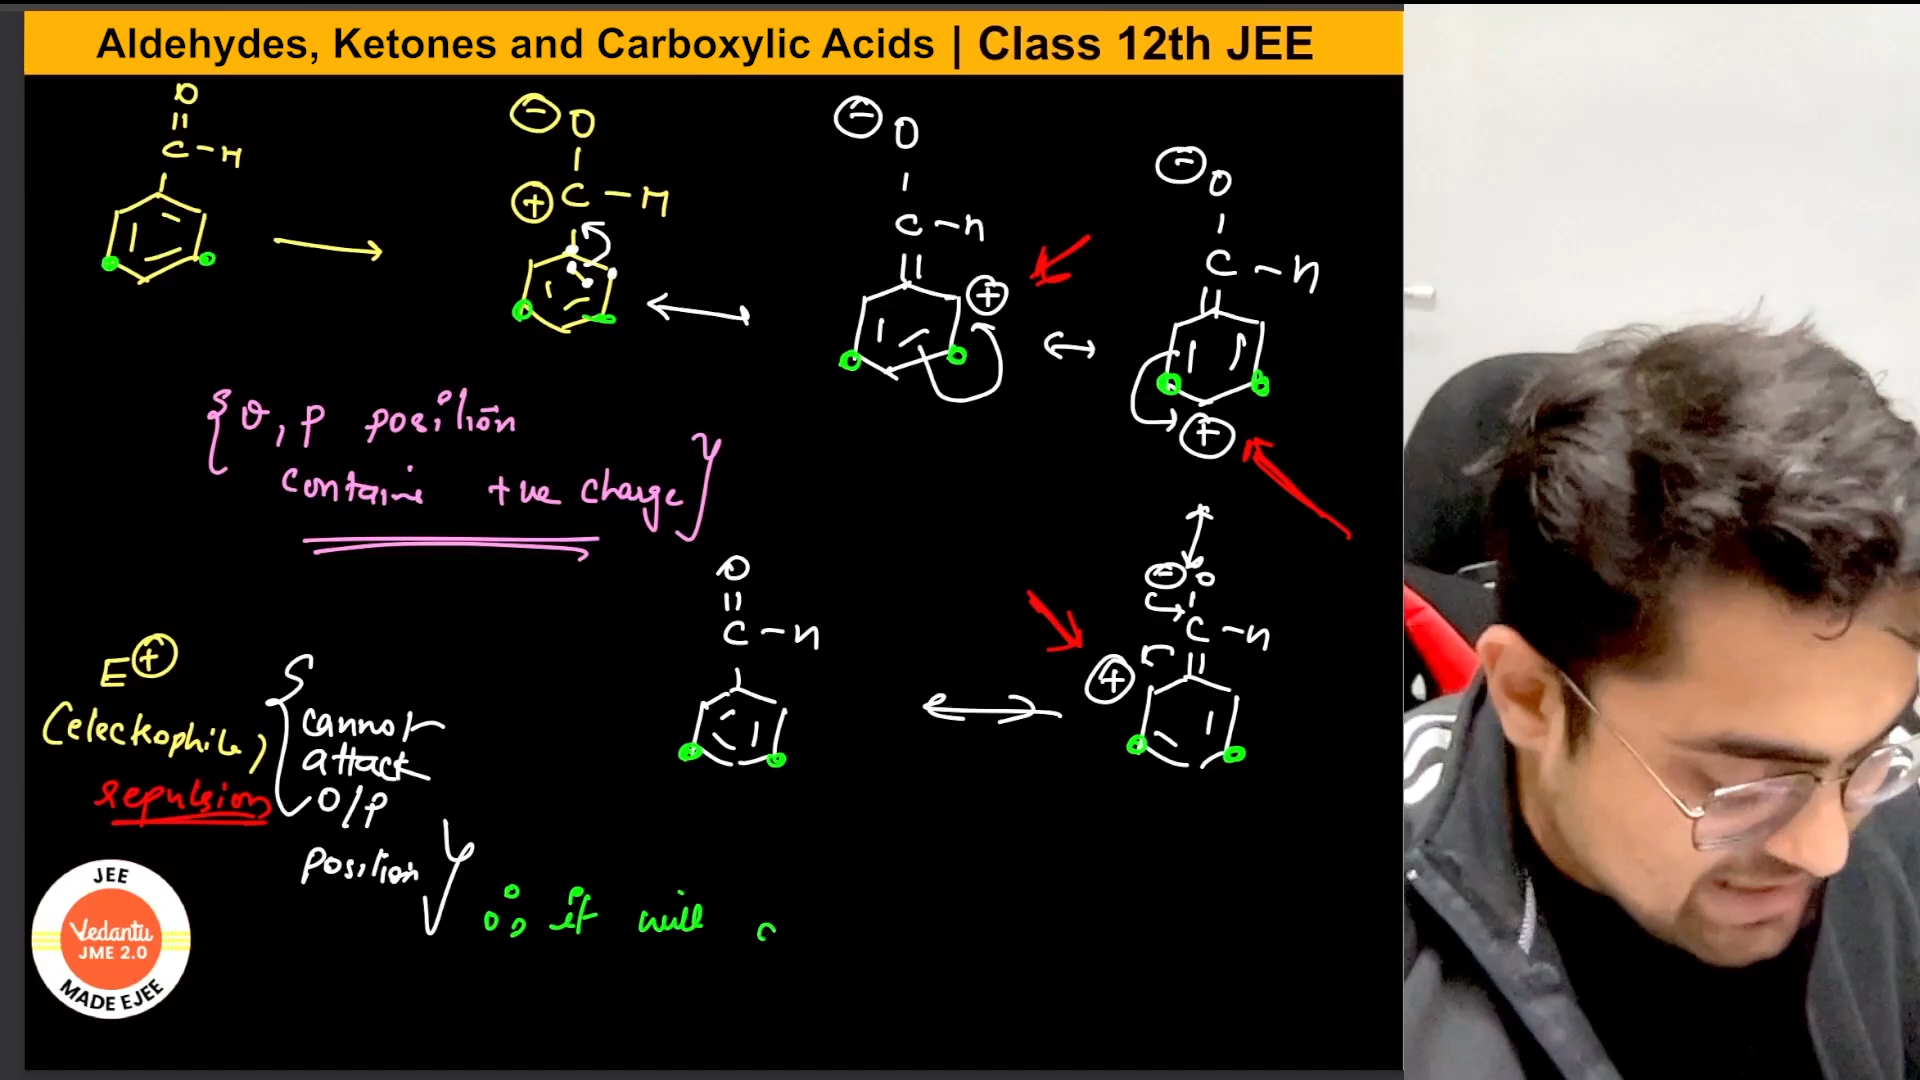 Aldehydes, Ketones and Carboxylic Acids | Class 12th JEE
O
C-H
⊖ O
⊕ C-H
⊖ O
C-H
⊕
⊖ O
C-H
⊕
{ O, P position
contains +ve charge }
O
C-H
⊖ O
C-H
⊕
E⊕
(electrophile)
repulsion
{ cannot
attack
O/P
position }
∴ it will
JEE
Vedantu
JME 2.0
MADE EJEE